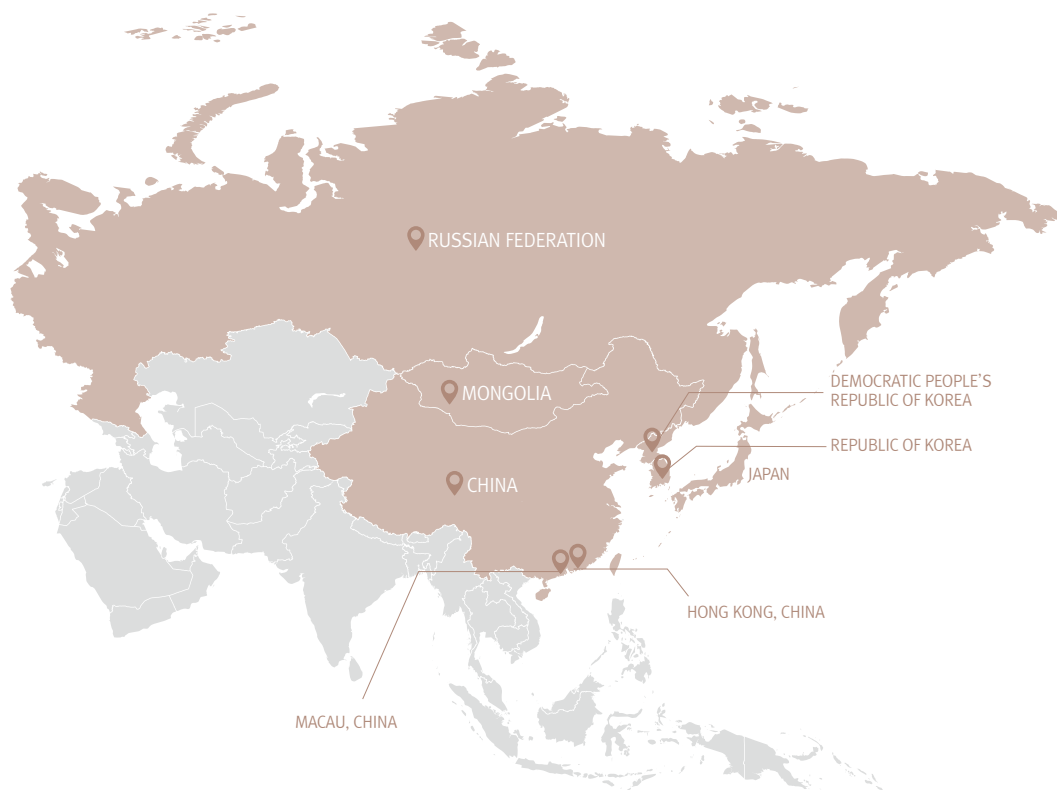 RUSSIAN FEDERATION
MONGOLIA
DEMOCRATIC PEOPLE'S
REPUBLIC OF KOREA
REPUBLIC OF KOREA
JAPAN
CHINA
HONG KONG, CHINA
MACAU, CHINA